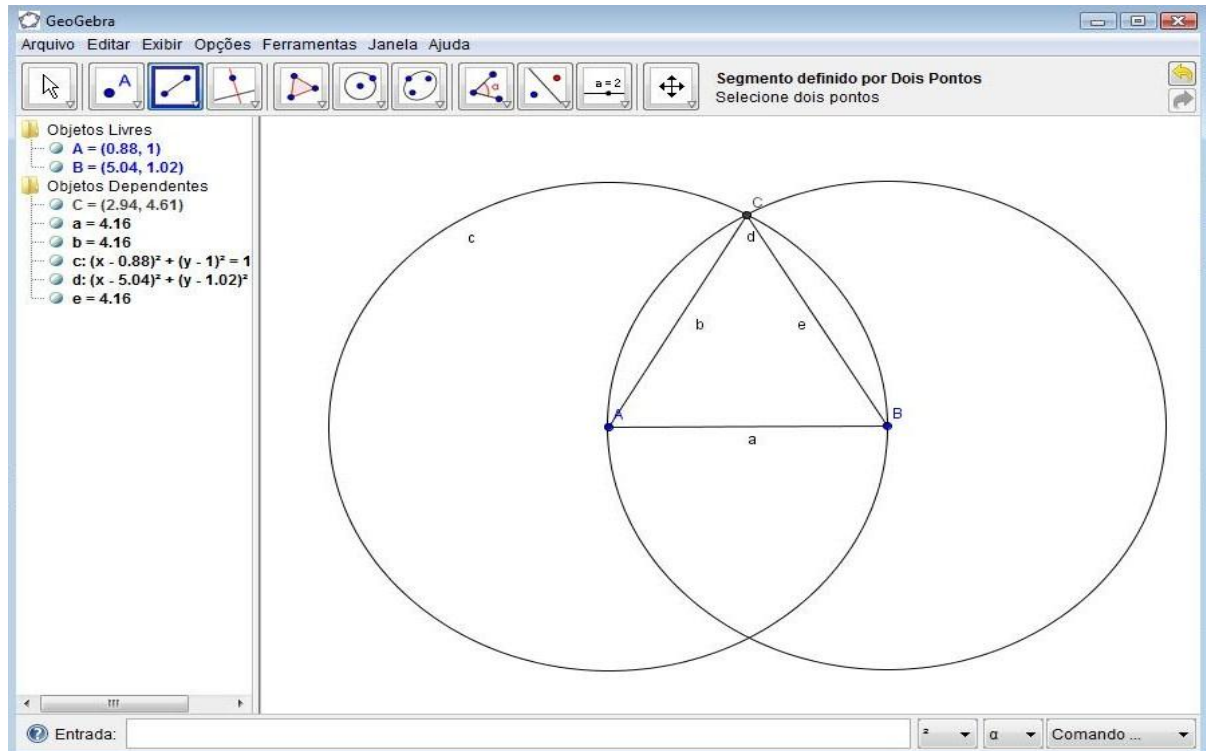 GeoGebra
Arquivo Editar Exibir Opções Ferramentas Janela Ajuda
A
α
a=2
Segmento definido por Dois Pontos
Selecione dois pontos
Objetos Livres
A = (0.88, 1)
B = (5.04, 1.02)
Objetos Dependentes
C = (2.94, 4.61)
a = 4.16
b = 4.16
c: (x - 0.88)² + (y - 1)² = 1
d: (x - 5.04)² + (y - 1.02)²
e = 4.16
C
c
d
b
e
A
B
a
Entrada:
²
α
Comando ...